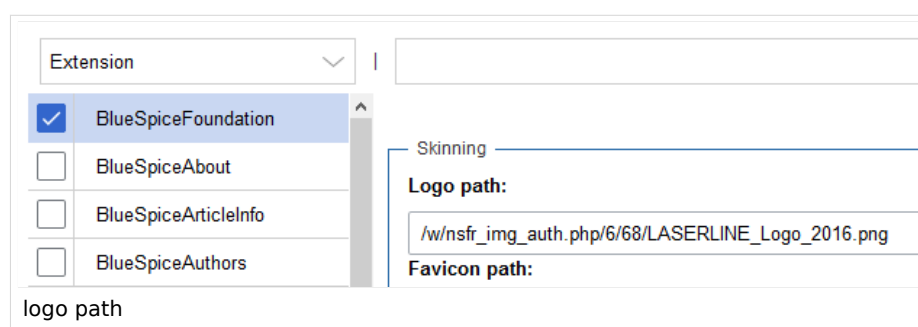 Extension |
BlueSpiceFoundation
BlueSpiceAbout
BlueSpiceArticleInfo
BlueSpiceAuthors
Skinning
Logo path:
/w/nsfr_img_auth.php/6/68/LASERLINE_Logo_2016.png
Favicon path:
logo path